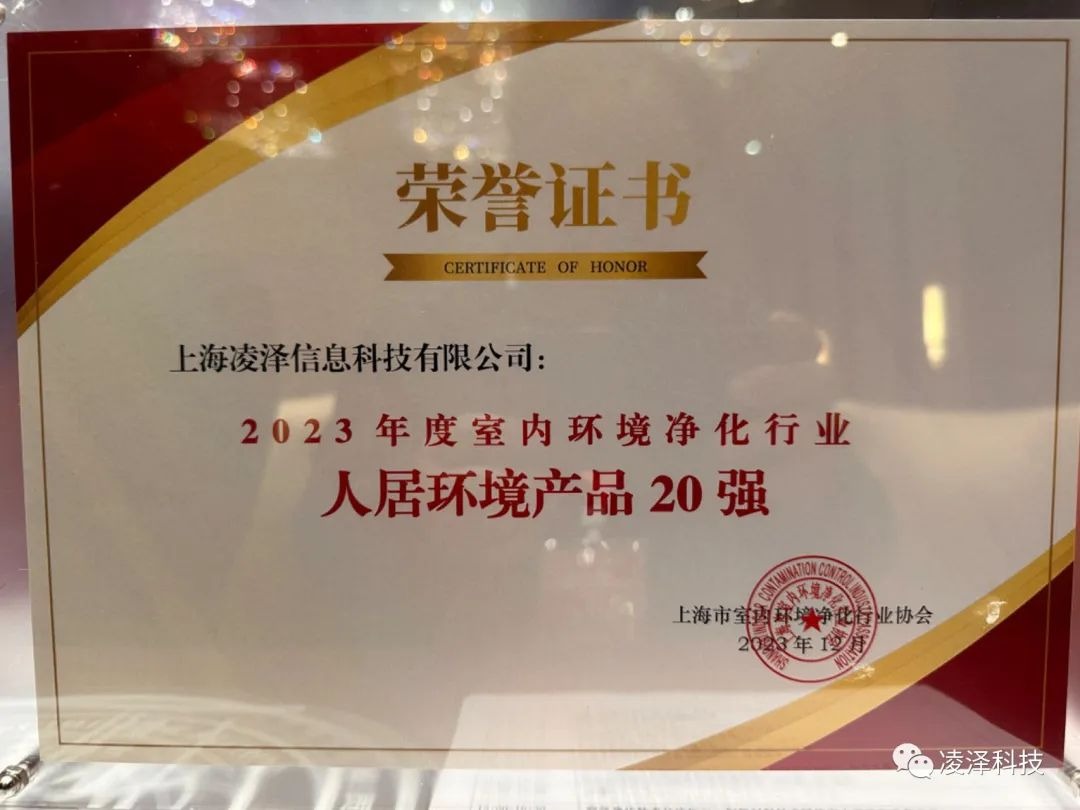 荣誉证书
CERTIFICATE OF HONOR
上海凌泽信息科技有限公司：
2023年度室内环境净化行业
人居环境产品20强
上海市室内环境净化行业协会
2023年12月
凌泽科技